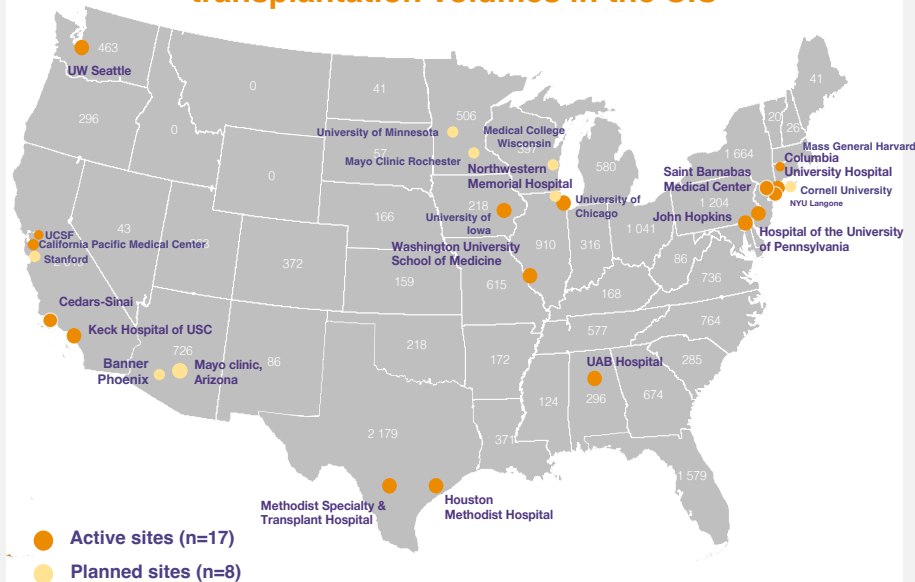 transplantation volumes in the U.S
463
UW Seattle
296
0
0
0
41
506
University of Minnesota
Medical College
Wisconsin
57
Mayo Clinic Rochester
Northwestern
Memorial Hospital
580
41
20
26
1 664
Mass General Harvard
Columbia
University Hospital
Saint Barnabas
Medical Center
Cornell University
NYU Langone
1 204
John Hopkins
Hospital of the University
of Pennsylvania
218
University of
Iowa
University of
Chicago
166
43
UCSF
California Pacific Medical Center
Stanford
372
Washington University
School of Medicine
910
316
1 041
86
736
159
615
168
Cedars-Sinai
Keck Hospital of USC
577
764
726
Banner
Phoenix
Mayo clinic,
Arizona
86
218
172
UAB Hospital
285
124
296
674
2 179
371
1 579
Methodist Specialty &
Transplant Hospital
Houston
Methodist Hospital
Active sites (n=17)
Planned sites (n=8)